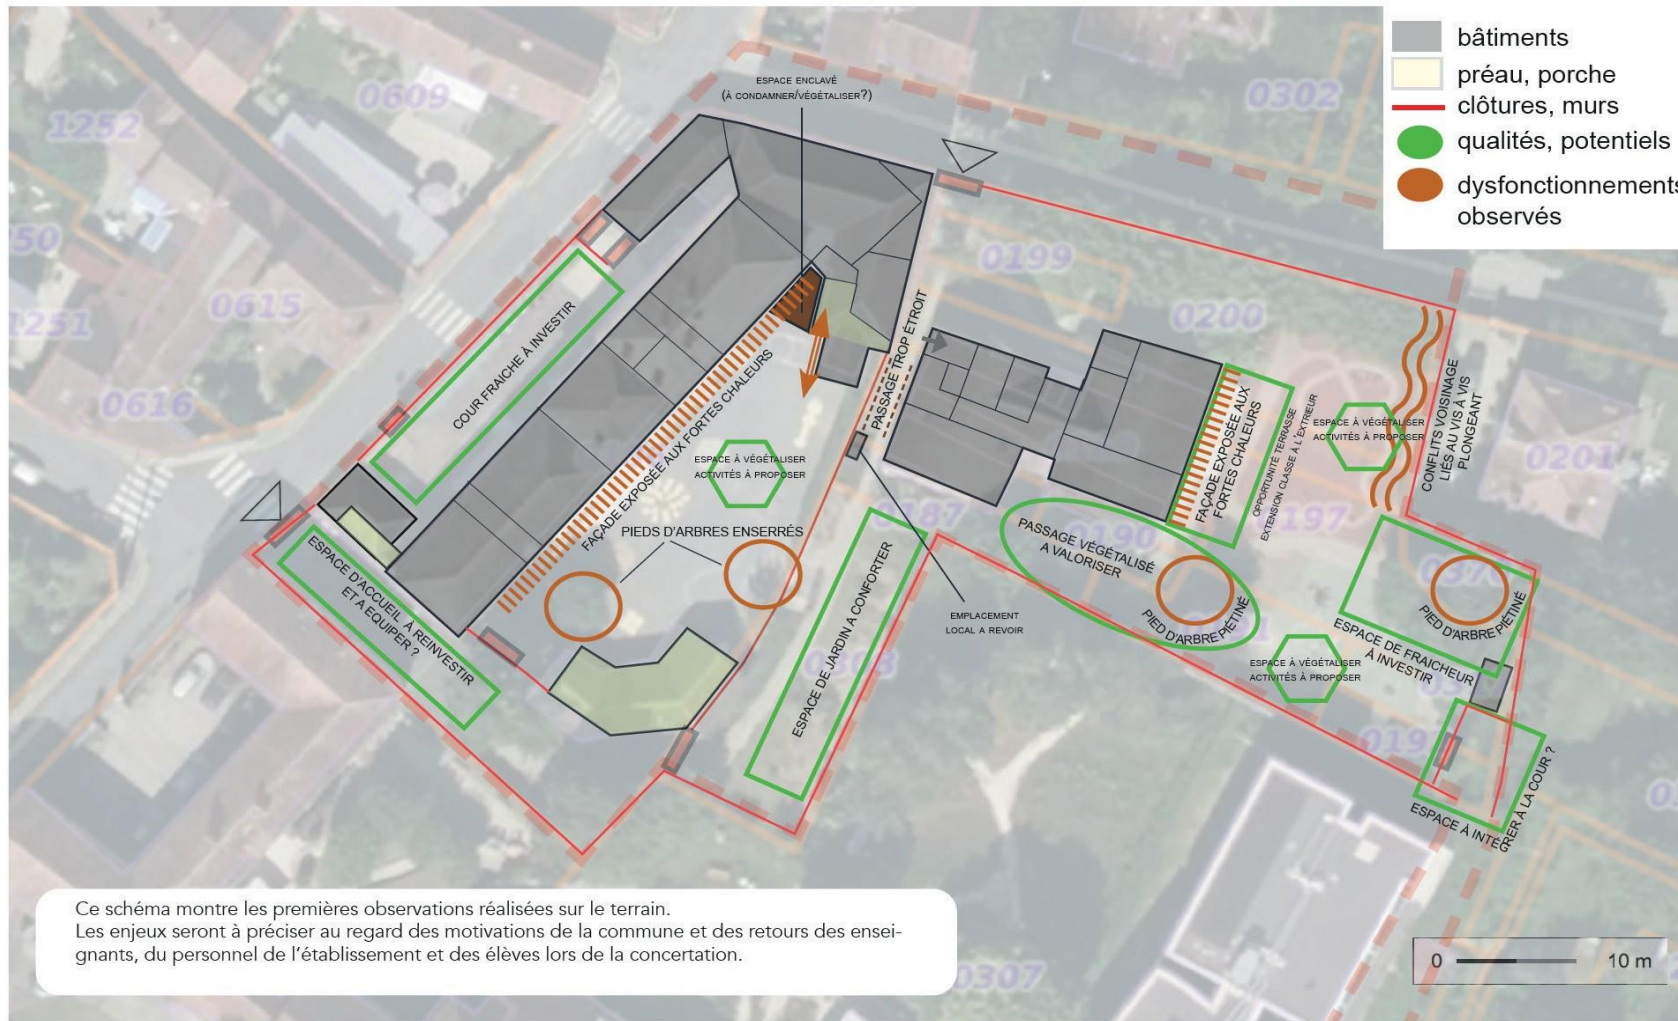 bâtiments
préau, porche
clôtures, murs
qualités, potentiels
dysfonctionnements
observés
ESPACE ENCLAVÉ
(À CONDAMNER/VÉGÉTALISER?)
0609
1252
0302
0199
0200
0615
1251
0616
0201
0187
0190
0197
0307
COUR FRAICHE À INVESTIR
FAÇADE EXPOSÉE AUX FORTES CHALEURS
PASSAGE TROP ÉTROIT
ESPACE À VÉGÉTALISER
ACTIVITÉS À PROPOSER
PIEDS D'ARBRES ENSERRÉS
ESPACE D'ACCUEIL À REINVESTIR
ET A EQUIPER ?
ESPACE DE JARDIN A CONFORTER
EMPLACEMENT
LOCAL A REVOIR
FAÇADE EXPOSÉE AUX
FORTES CHALEURS
OPPORTUNITÉ TERRASSE
EXTENSION CLASSE À L'EXTRIEUR
ESPACE À VÉGÉTALISER
ACTIVITÉS À PROPOSER
CONFLITS VOISINAGE
LIÉS AU VIS À VIS
PLONGEANT
PASSAGE VÉGÉTALISÉ
A VALORISER
PIED D'ARBRE PIÉTINÉ
ESPACE À VÉGÉTALISER
ACTIVITÉS À PROPOSER
PIED D'ARBRE PIÉTINÉ
ESPACE DE FRAICHEUR
À INVESTIR
ESPACE À INTÉGRER À LA COUR ?
Ce schéma montre les premières observations réalisées sur le terrain.
Les enjeux seront à préciser au regard des motivations de la commune et des retours des ensei-
gnants, du personnel de l'établissement et des élèves lors de la concertation.
0 10 m